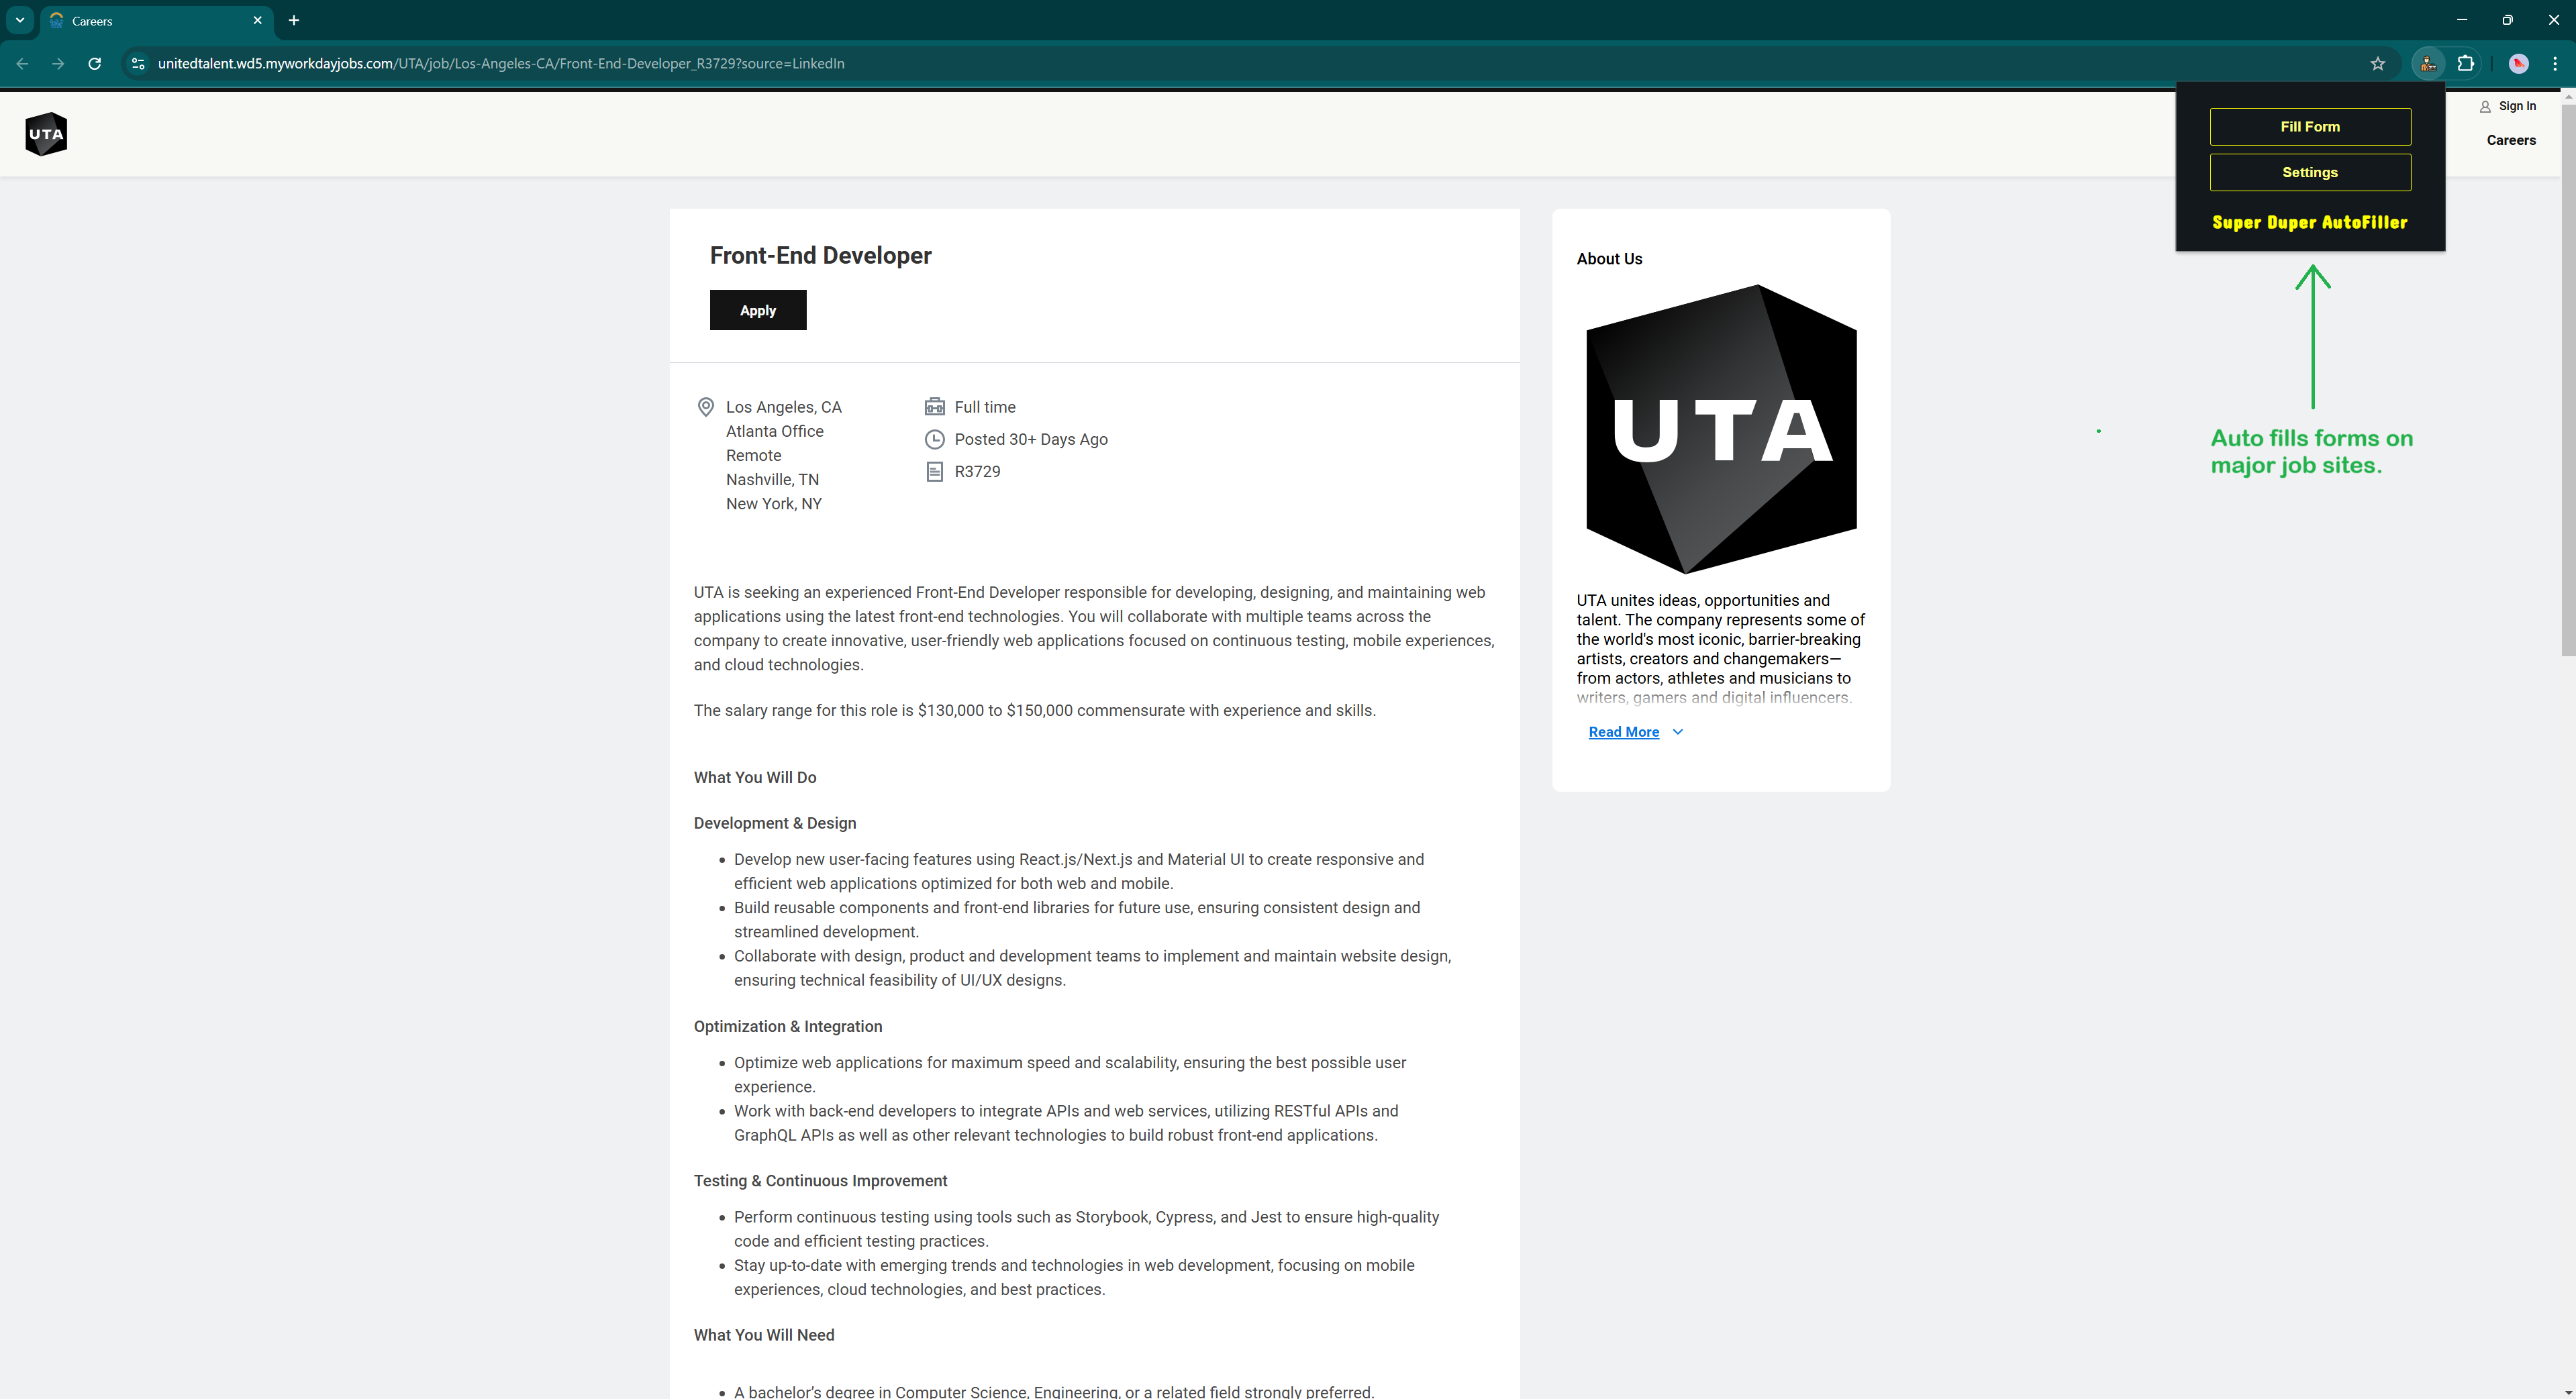 Careers
unitedtalent.wd5.myworkdayjobs.com/UTA/job/Los-Angeles-CA/Front-End-Developer_R3729?source=LinkedIn
UTA
Sign In
Careers
Fill Form
Settings
Super Duper AutoFiller
Auto fills forms on
major job sites.
Front-End Developer
Apply
Los Angeles, CA
Atlanta Office
Remote
Nashville, TN
New York, NY
Full time
Posted 30+ Days Ago
R3729
UTA is seeking an experienced Front-End Developer responsible for developing, designing, and maintaining web
applications using the latest front-end technologies. You will collaborate with multiple teams across the
company to create innovative, user-friendly web applications focused on continuous testing, mobile experiences,
and cloud technologies.
The salary range for this role is $130,000 to $150,000 commensurate with experience and skills.
What You Will Do
Development & Design
• Develop new user-facing features using React.js/Next.js and Material UI to create responsive and
efficient web applications optimized for both web and mobile.
• Build reusable components and front-end libraries for future use, ensuring consistent design and
streamlined development.
• Collaborate with design, product and development teams to implement and maintain website design,
ensuring technical feasibility of UI/UX designs.
Optimization & Integration
• Optimize web applications for maximum speed and scalability, ensuring the best possible user
experience.
• Work with back-end developers to integrate APIs and web services, utilizing RESTful APIs and
GraphQL APIs as well as other relevant technologies to build robust front-end applications.
Testing & Continuous Improvement
• Perform continuous testing using tools such as Storybook, Cypress, and Jest to ensure high-quality
code and efficient testing practices.
• Stay up-to-date with emerging trends and technologies in web development, focusing on mobile
experiences, cloud technologies, and best practices.
What You Will Need
• A bachelor's degree in Computer Science, Engineering, or a related field strongly preferred.
About Us
UTA
UTA unites ideas, opportunities and
talent. The company represents some of
the world's most iconic, barrier-breaking
artists, creators and changemakers—
from actors, athletes and musicians to
writers, gamers and digital influencers.
Read More